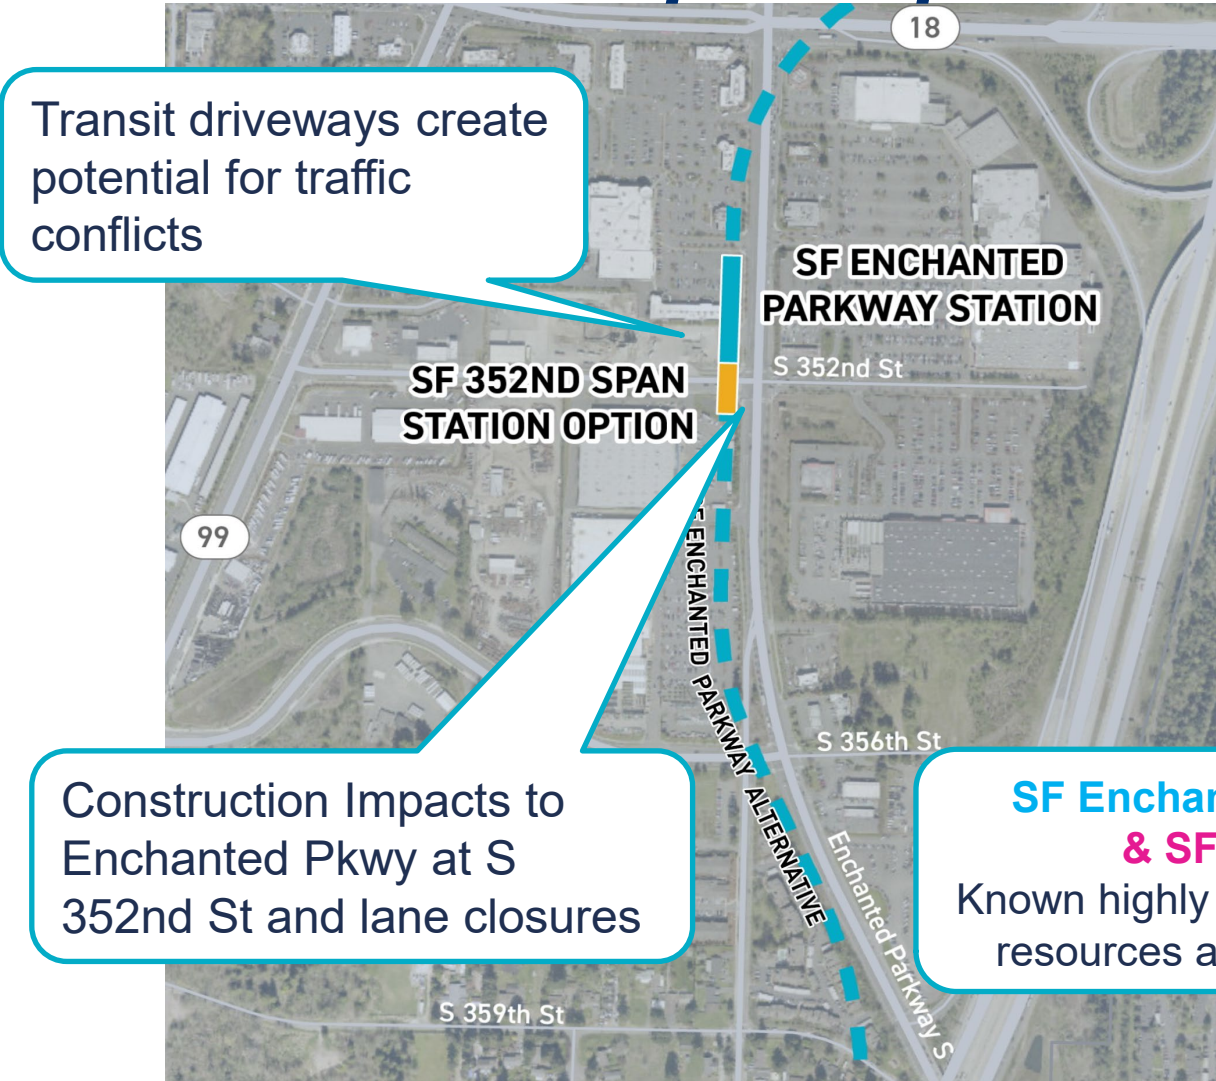 18
Transit driveways create
potential for traffic
conflicts
SF ENCHANTED
PARKWAY STATION
S 352nd St
SF 352ND SPAN
STATION OPTION
99
ENCHANTED PARKWAY ALTERNATIVE
S 356th St
Construction Impacts to
Enchanted Pkwy at S
352nd St and lane closures
& SF
Known highly
resources
Enchanted Parkway S
S 359th St